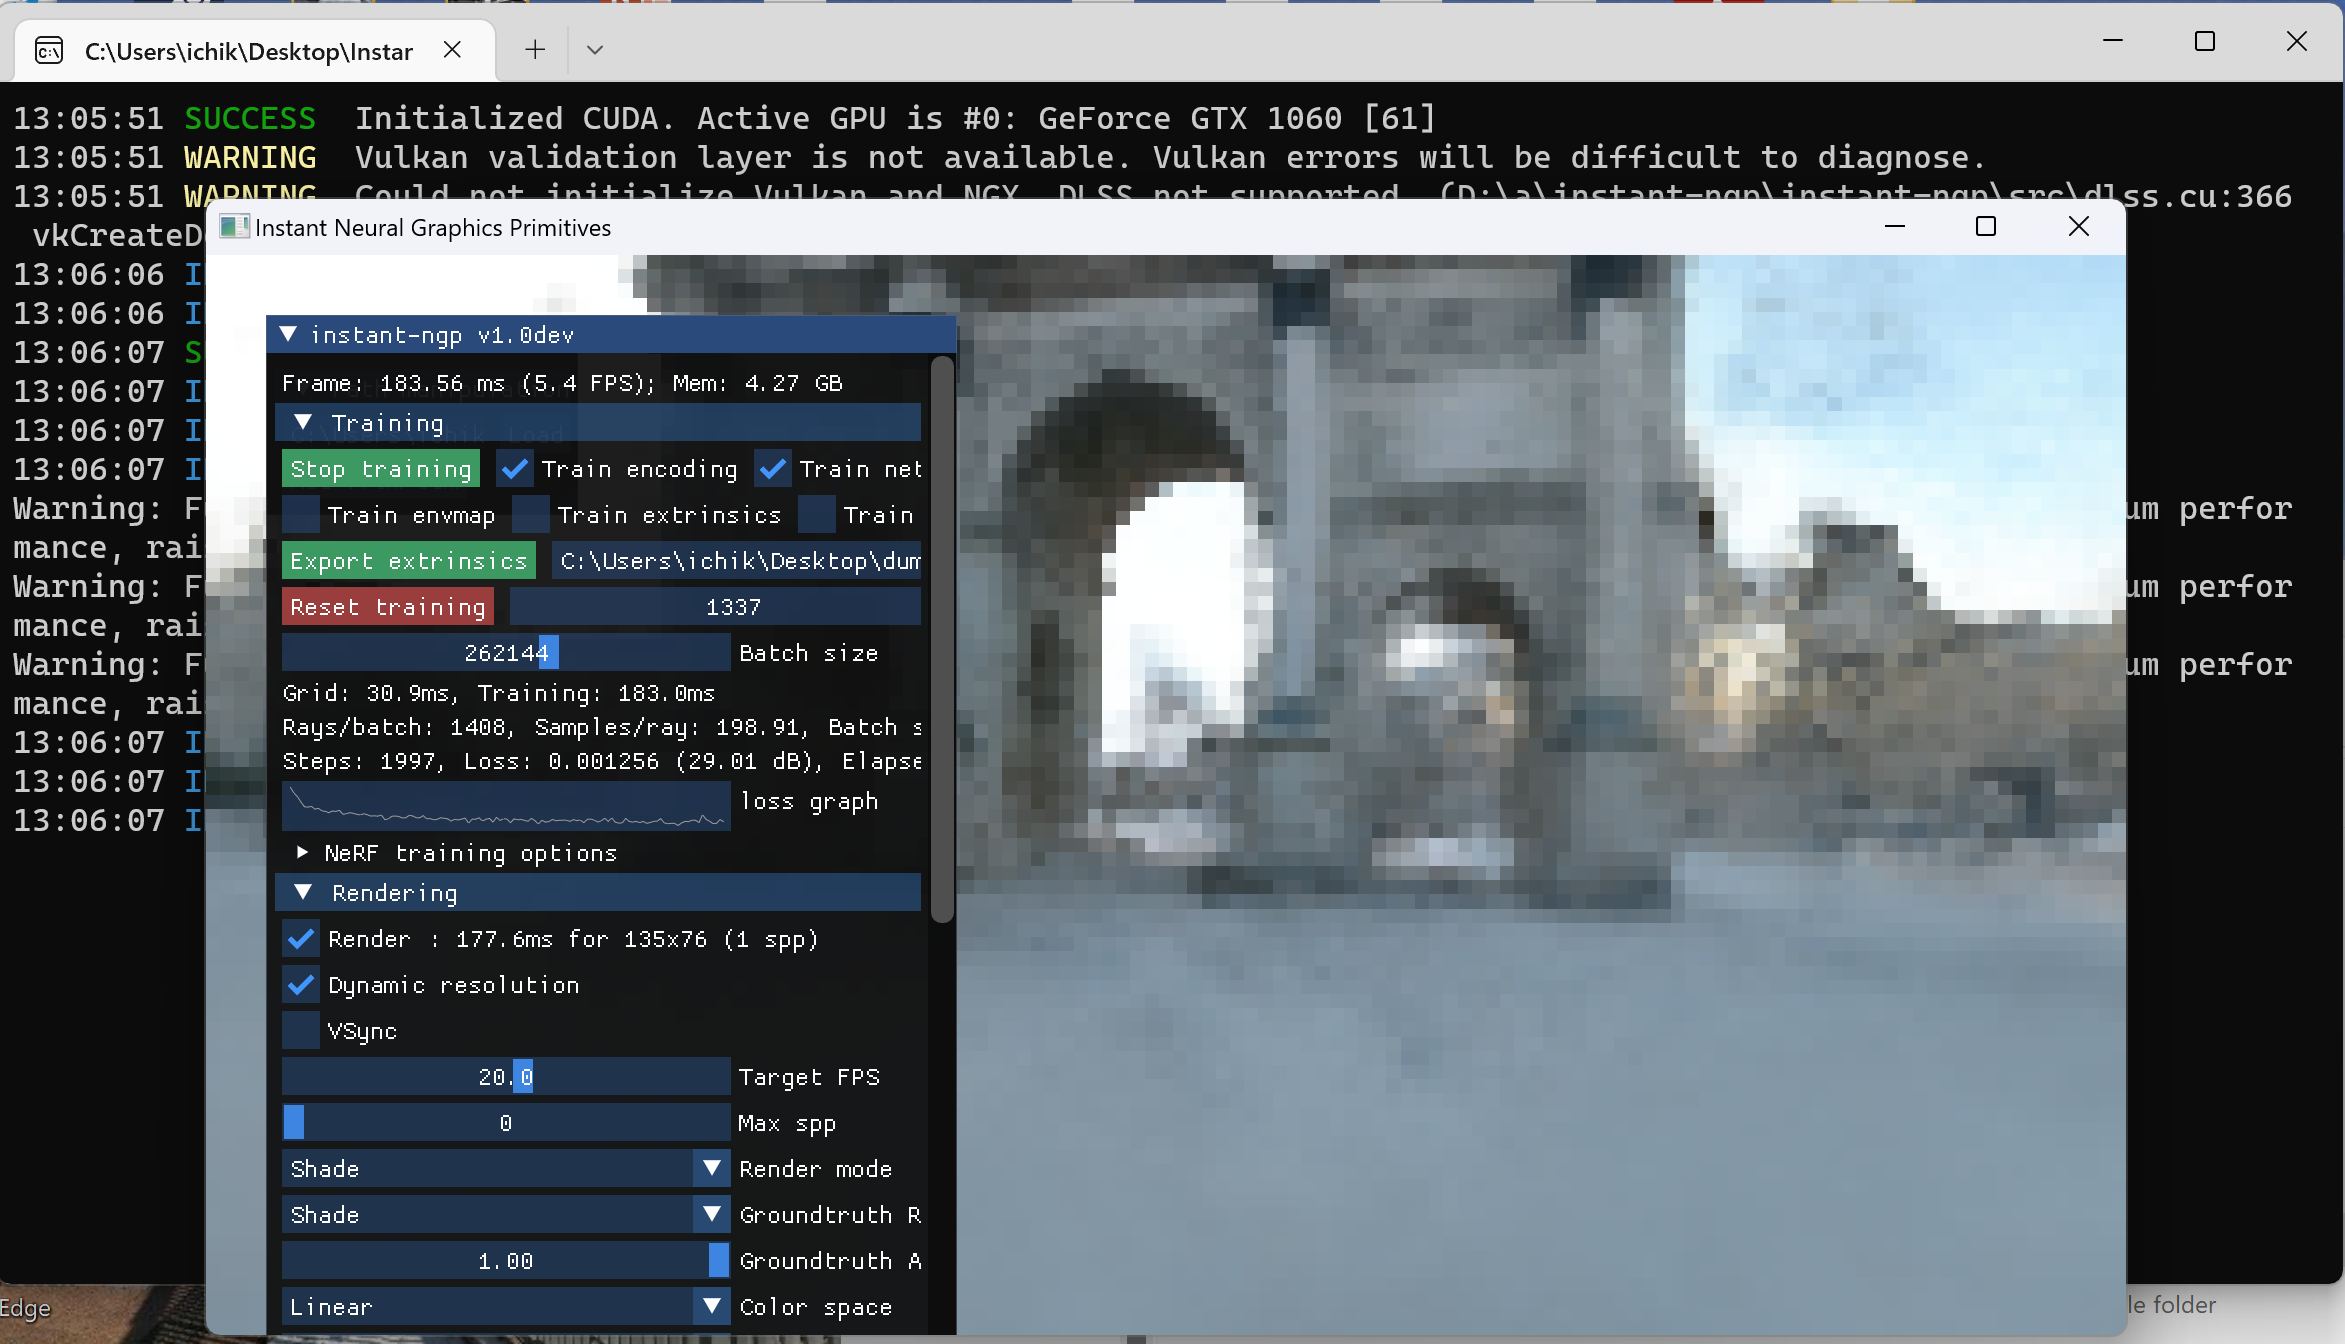 C:\Users\ichik\Desktop\Instar
13:05:51 SUCCESS Initialized CUDA. Active GPU is #0: GeForce GTX 1060 [61]
13:05:51 WARNING Vulkan validation layer is not available. Vulkan errors will be difficult to diagnose.
13:05:51 WARNING Could not initialize Vulkan and NGX. DLSS not supported. (D:\a\instant-ngp\instant-ngp\src\dlss.cu:366
vkCreateD
Instant Neural Graphics Primitives
13:06:06 I
13:06:06 I
13:06:07 S
13:06:07 I
13:06:07 I
13:06:07 I
Warning: F um perfor
mance, rai
Warning: F um perfor
mance, rai
Warning: F um perfor
mance, rai
13:06:07 I
13:06:07 I
13:06:07 I
instant-ngp v1.0dev
Frame: 183.56 ms (5.4 FPS); Mem: 4.27 GB
Training
Stop training Train encoding Train net
Train envmap Train extrinsics Train
Export extrinsics C:\Users\ichik\Desktop\dum
Reset training 1337
262144 Batch size
Grid: 30.9ms, Training: 183.0ms
Rays/batch: 1408, Samples/ray: 198.91, Batch s
Steps: 1997, Loss: 0.001256 (29.01 dB), Elapse
loss graph
NeRF training options
Rendering
Render : 177.6ms for 135x76 (1 spp)
Dynamic resolution
VSync
20.0 Target FPS
0 Max spp
Shade Render mode
Shade Groundtruth R
1.00 Groundtruth A
Linear Color space
Edge
le folder